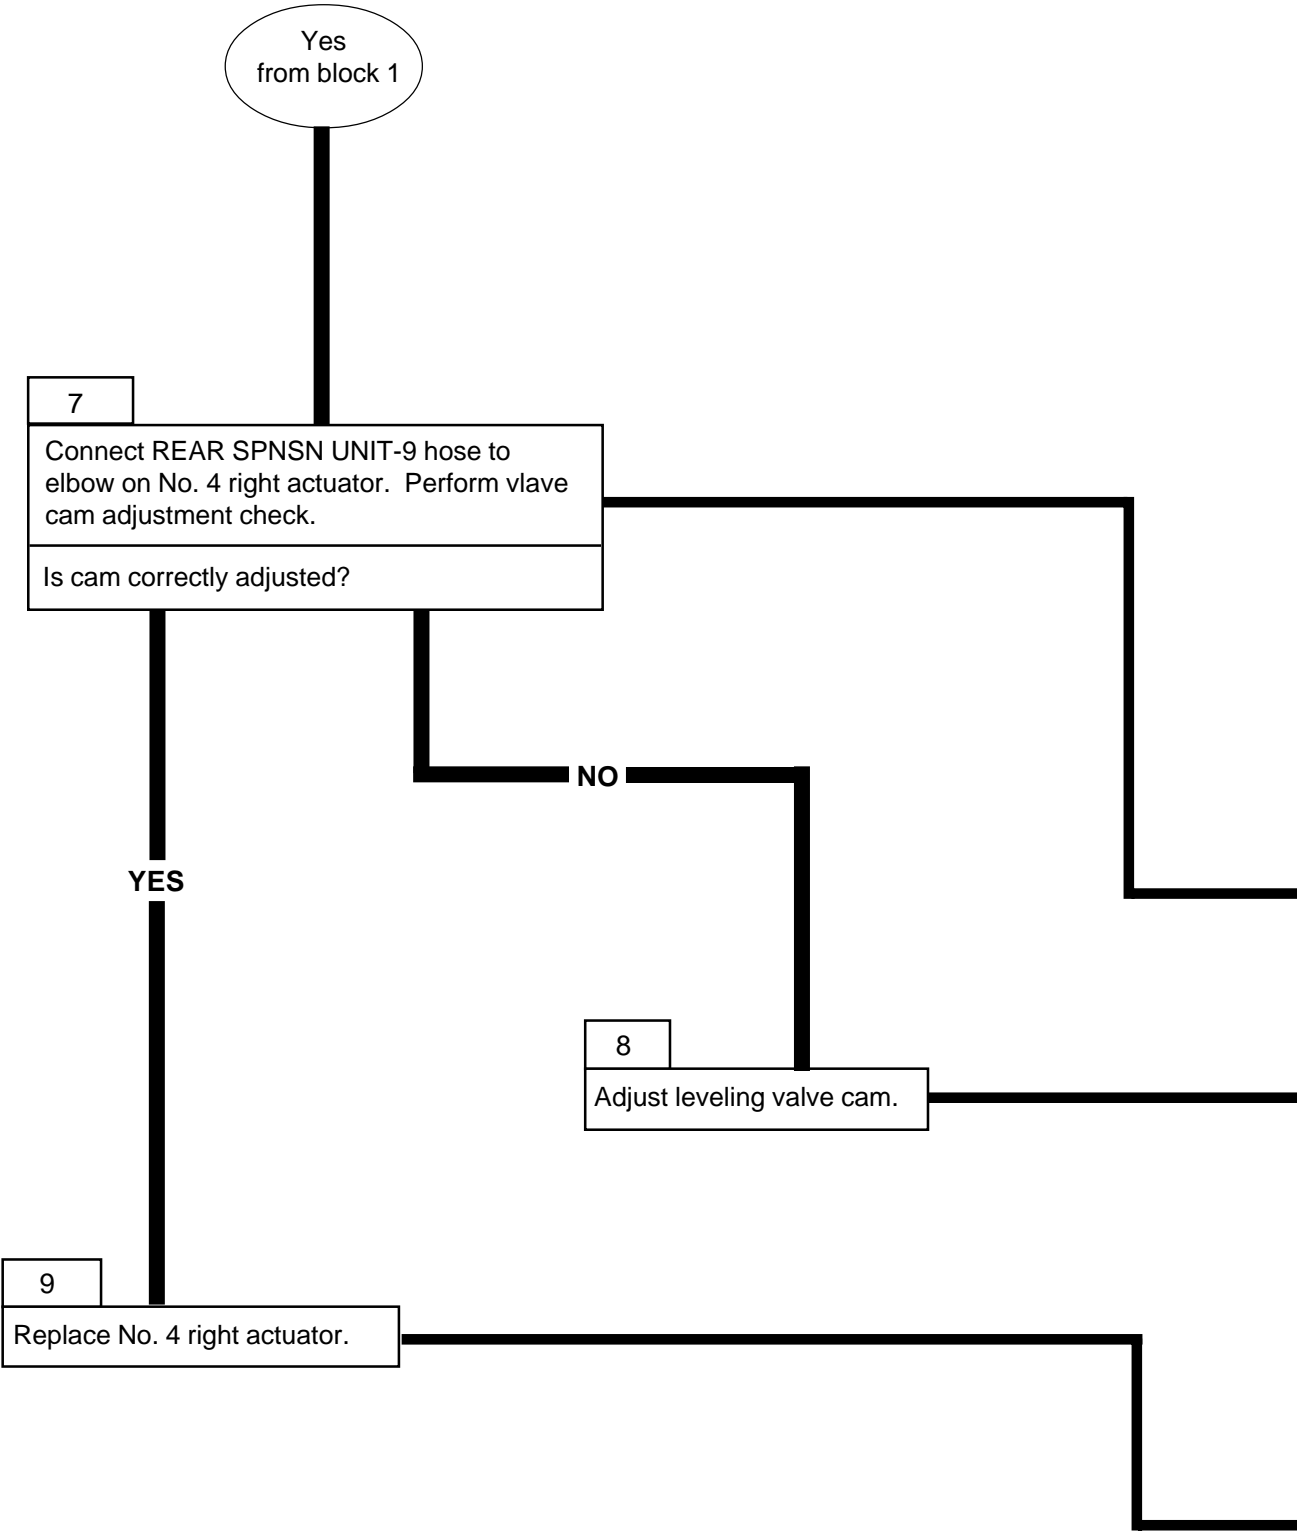 Yes
from block 1
7
Connect REAR SPNSN UNIT-9 hose to
elbow on No. 4 right actuator.  Perform vlave
cam adjustment check.
Is cam correctly adjusted?
NO
YES
8
Adjust leveling valve cam.
9
Replace No. 4 right actuator.